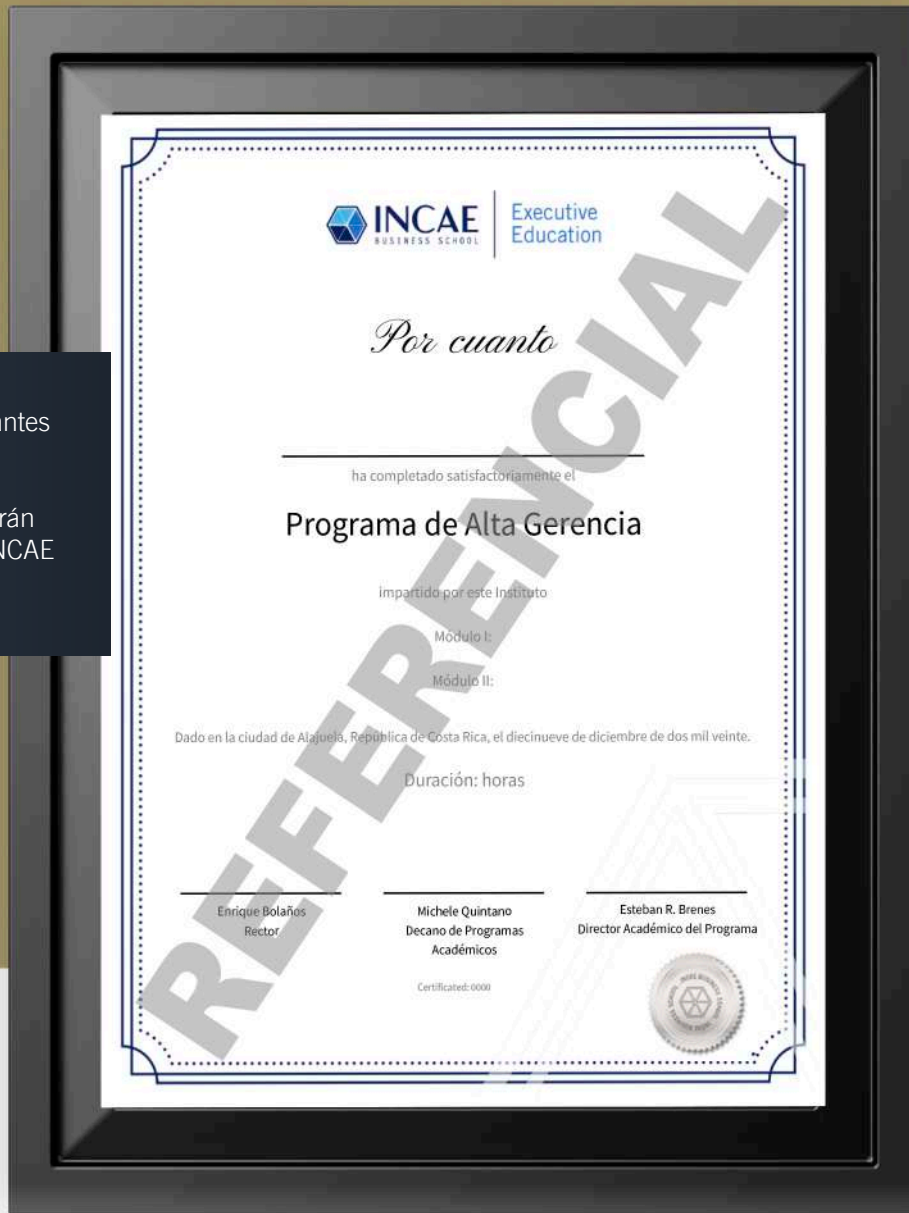 antes
rán
NCAE
INCAE
BUSINESS SCHOOL
Executive
Education
Por cuanto
ha completado satisfactoriamente el
Programa de Alta Gerencia
impartido por este Instituto
Módulo I:
Módulo II:
Dado en la ciudad de Alajuela, República de Costa Rica, el diecinueve de diciembre de dos mil veinte.
Duración: horas
Enrique Bolaños
Rector
Michele Quintano
Decano de Programas
Académicos
Esteban R. Brenes
Director Académico del Programa
Certificated: 0000
REFERENCIAL